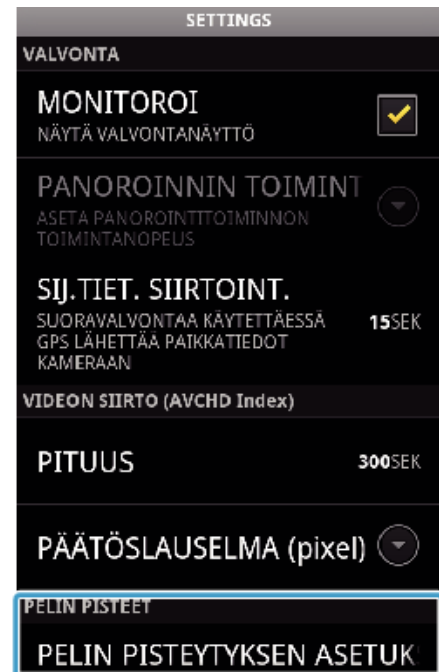 SETTINGS
VALVONTA
MONITOROI
NÄYTÄ VALVONTANÄYTTÖ
PANOROINNIN TOIMINT
ASETA PANOROINTTTOIMINNON
TOIMINTANOPEUS
SIJ.TIET. SIIRTOINT.
SUORAVALVONTAA KÄYTETTÄESSÄ
GPS LÄHETTÄÄ PAIKKATIEDOT
KAMERAAN
15SEK
VIDEON SIIRTO (AVCHD Index)
PITUUS 300SEK
PÄÄTÖSLAUSELMA (pixel)
PELIN PISTEET
PELIN PISTEYTYKSEN ASETUK